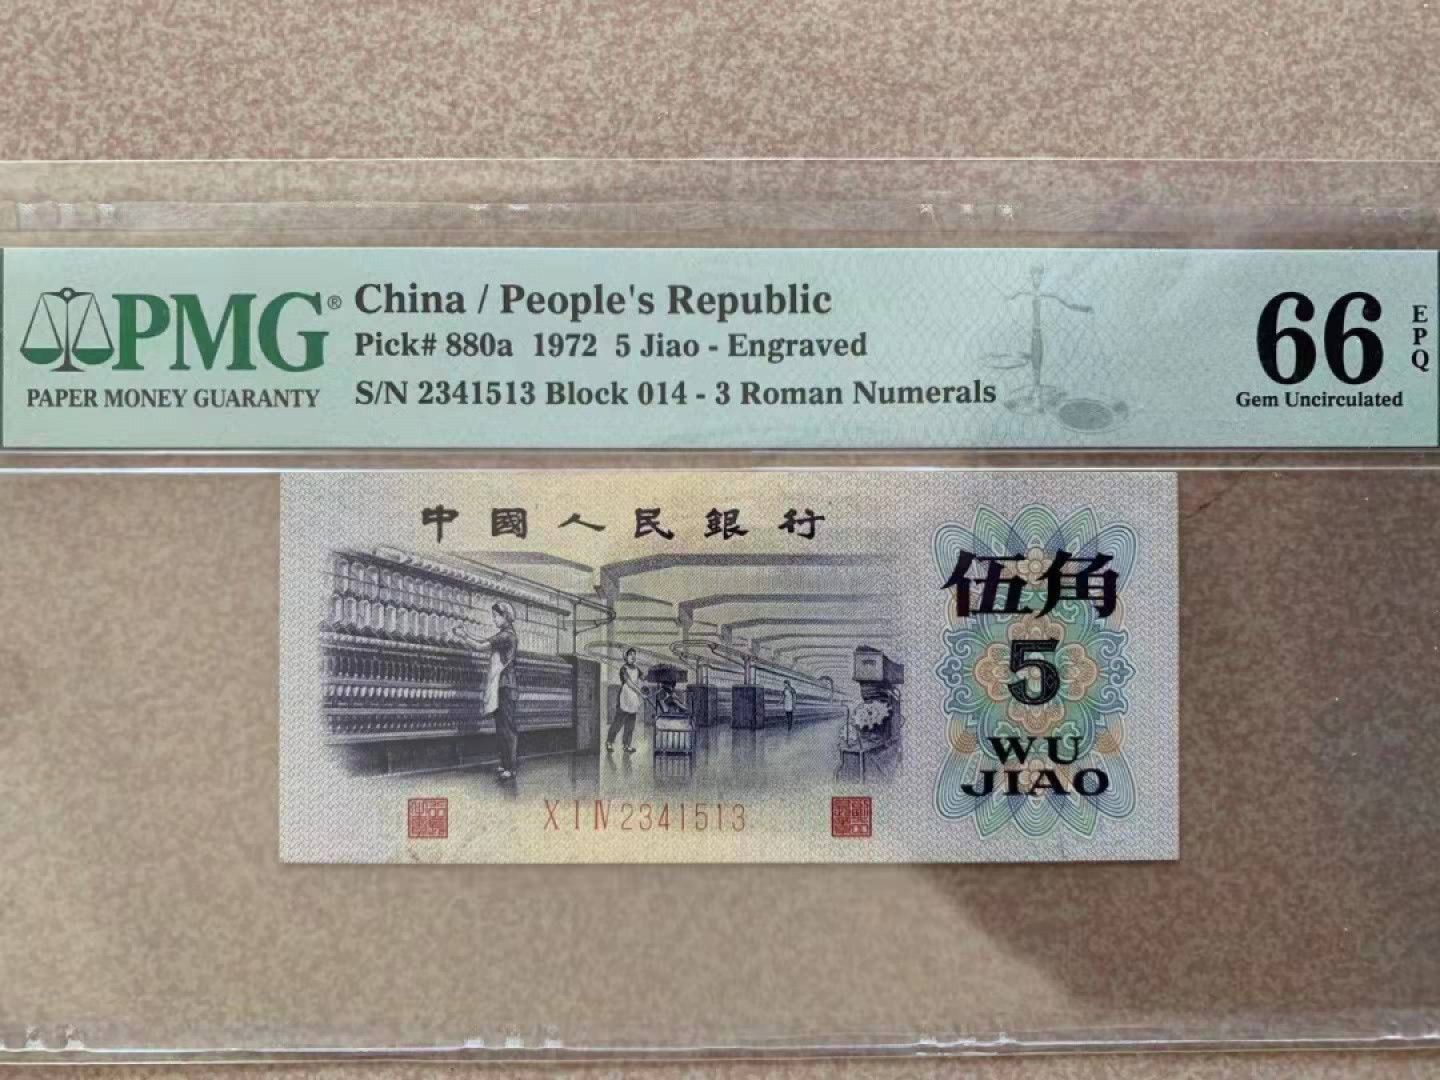 PMG®
PAPER MONEY GUARANTY
China / People's Republic
Pick# 880a 1972 5 Jiao - Engraved
S/N 2341513 Block 014 - 3 Roman Numerals
66
EPQ
Gem Uncirculated
中國人民銀行
伍角
5
WU
JIAO
X I IV 2341513